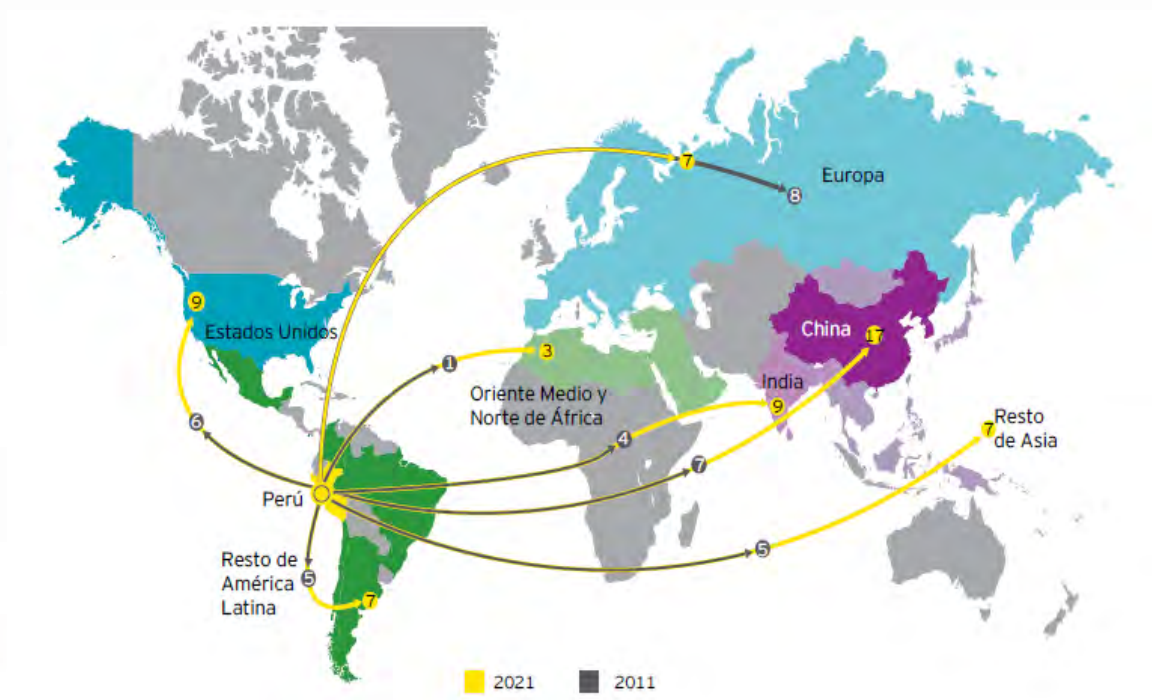 7
Europa
8
9
Estados Unidos
China
17
1
3
India
Oriente Medio y
Norte de África
9
6
4
7
Resto
de Asia
7
Perú
5
Resto de
América
Latina
5
7
2021
2011